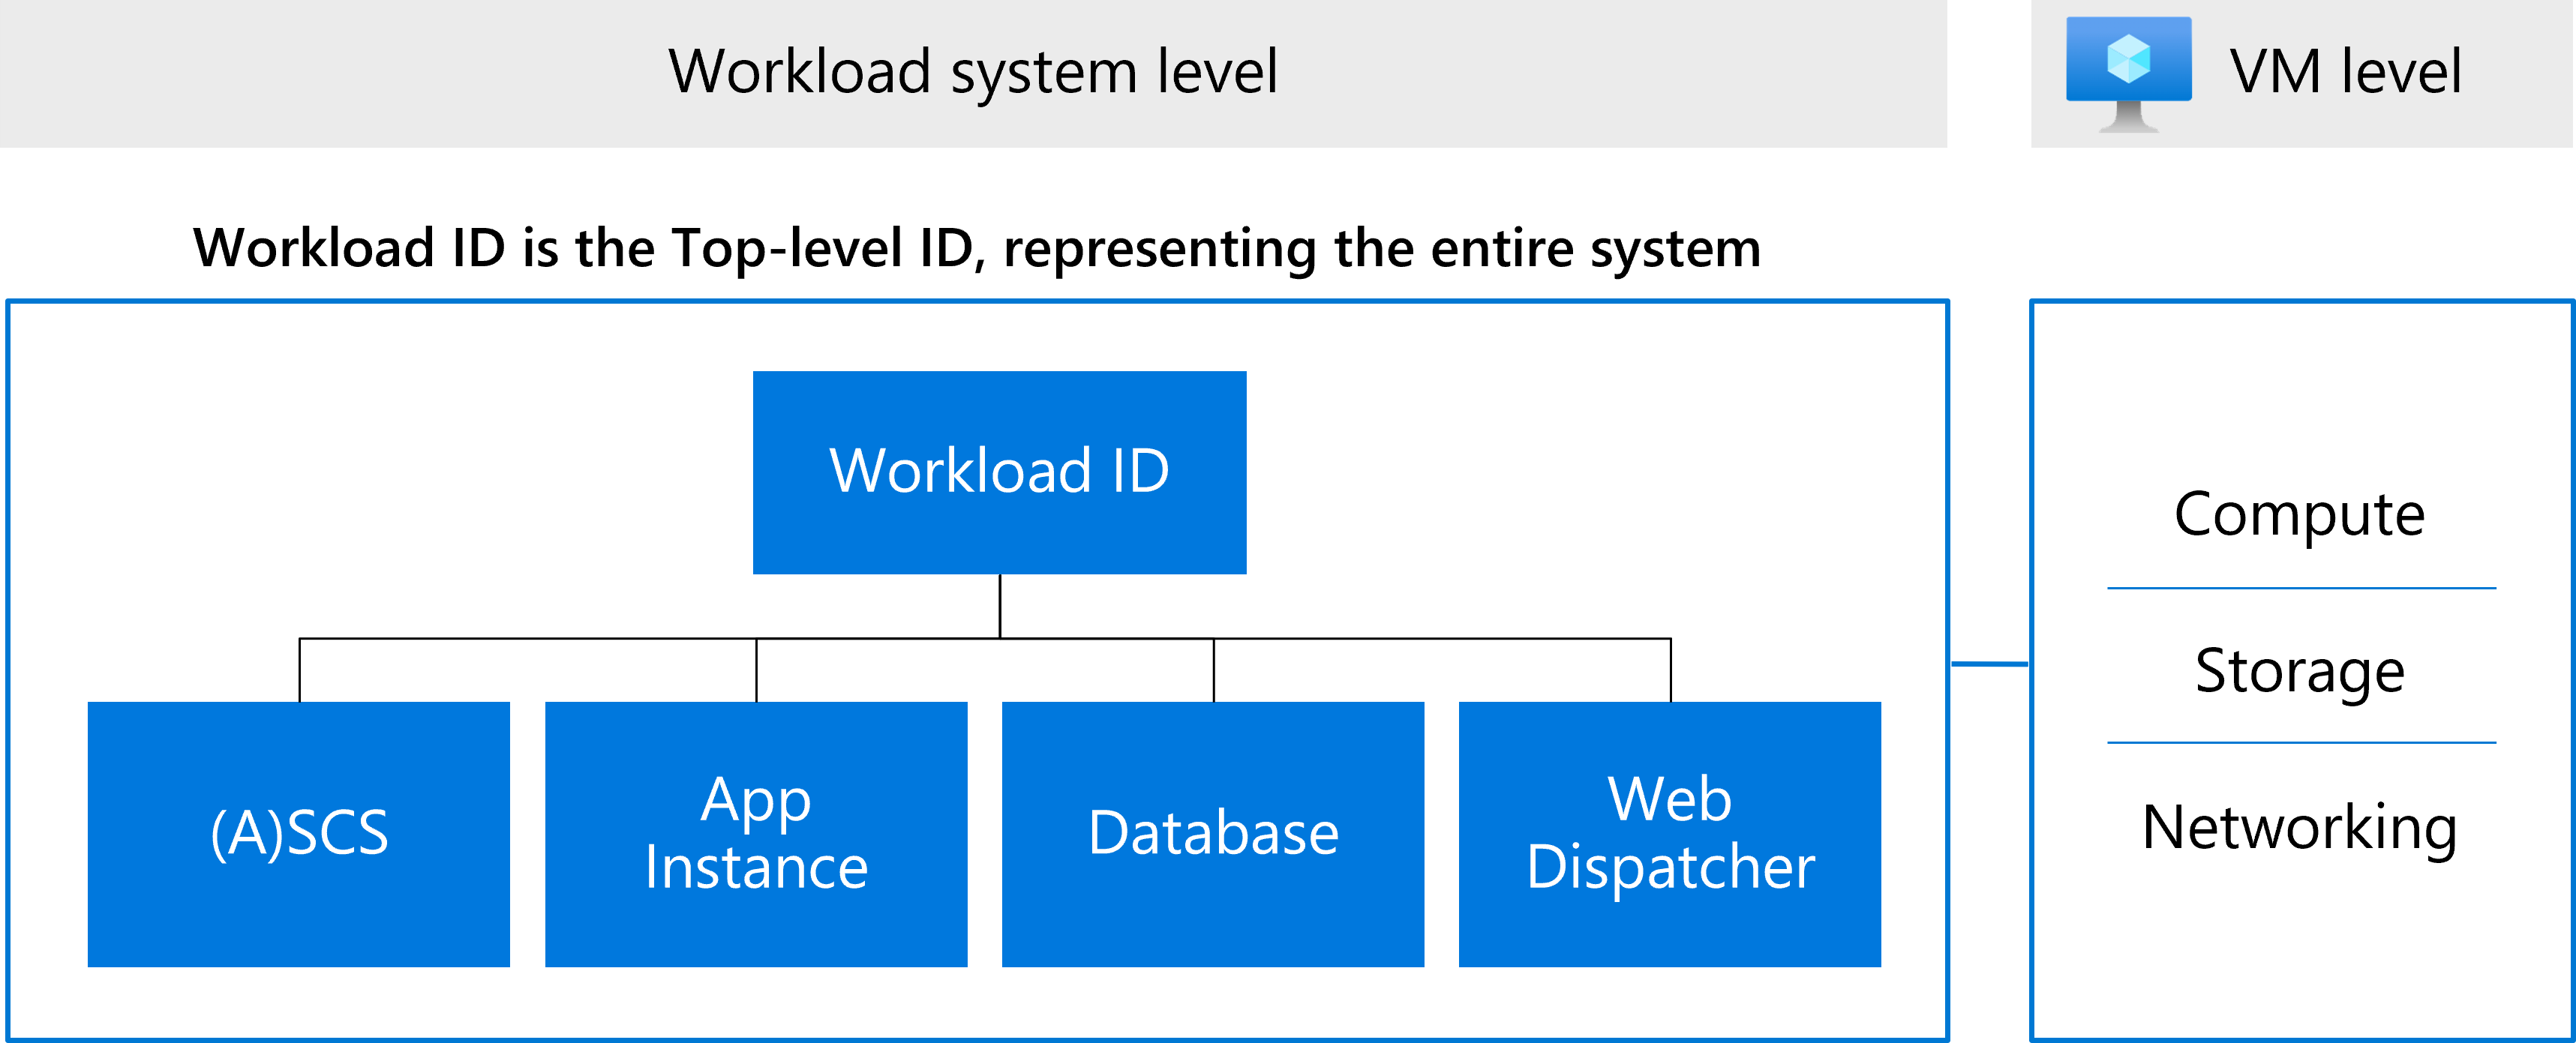 Workload system level
VM level
Workload ID is the Top-level ID, representing the entire system
Workload ID
(A)SCS
App
Instance
Database
Web
Dispatcher
Compute
Storage
Networking